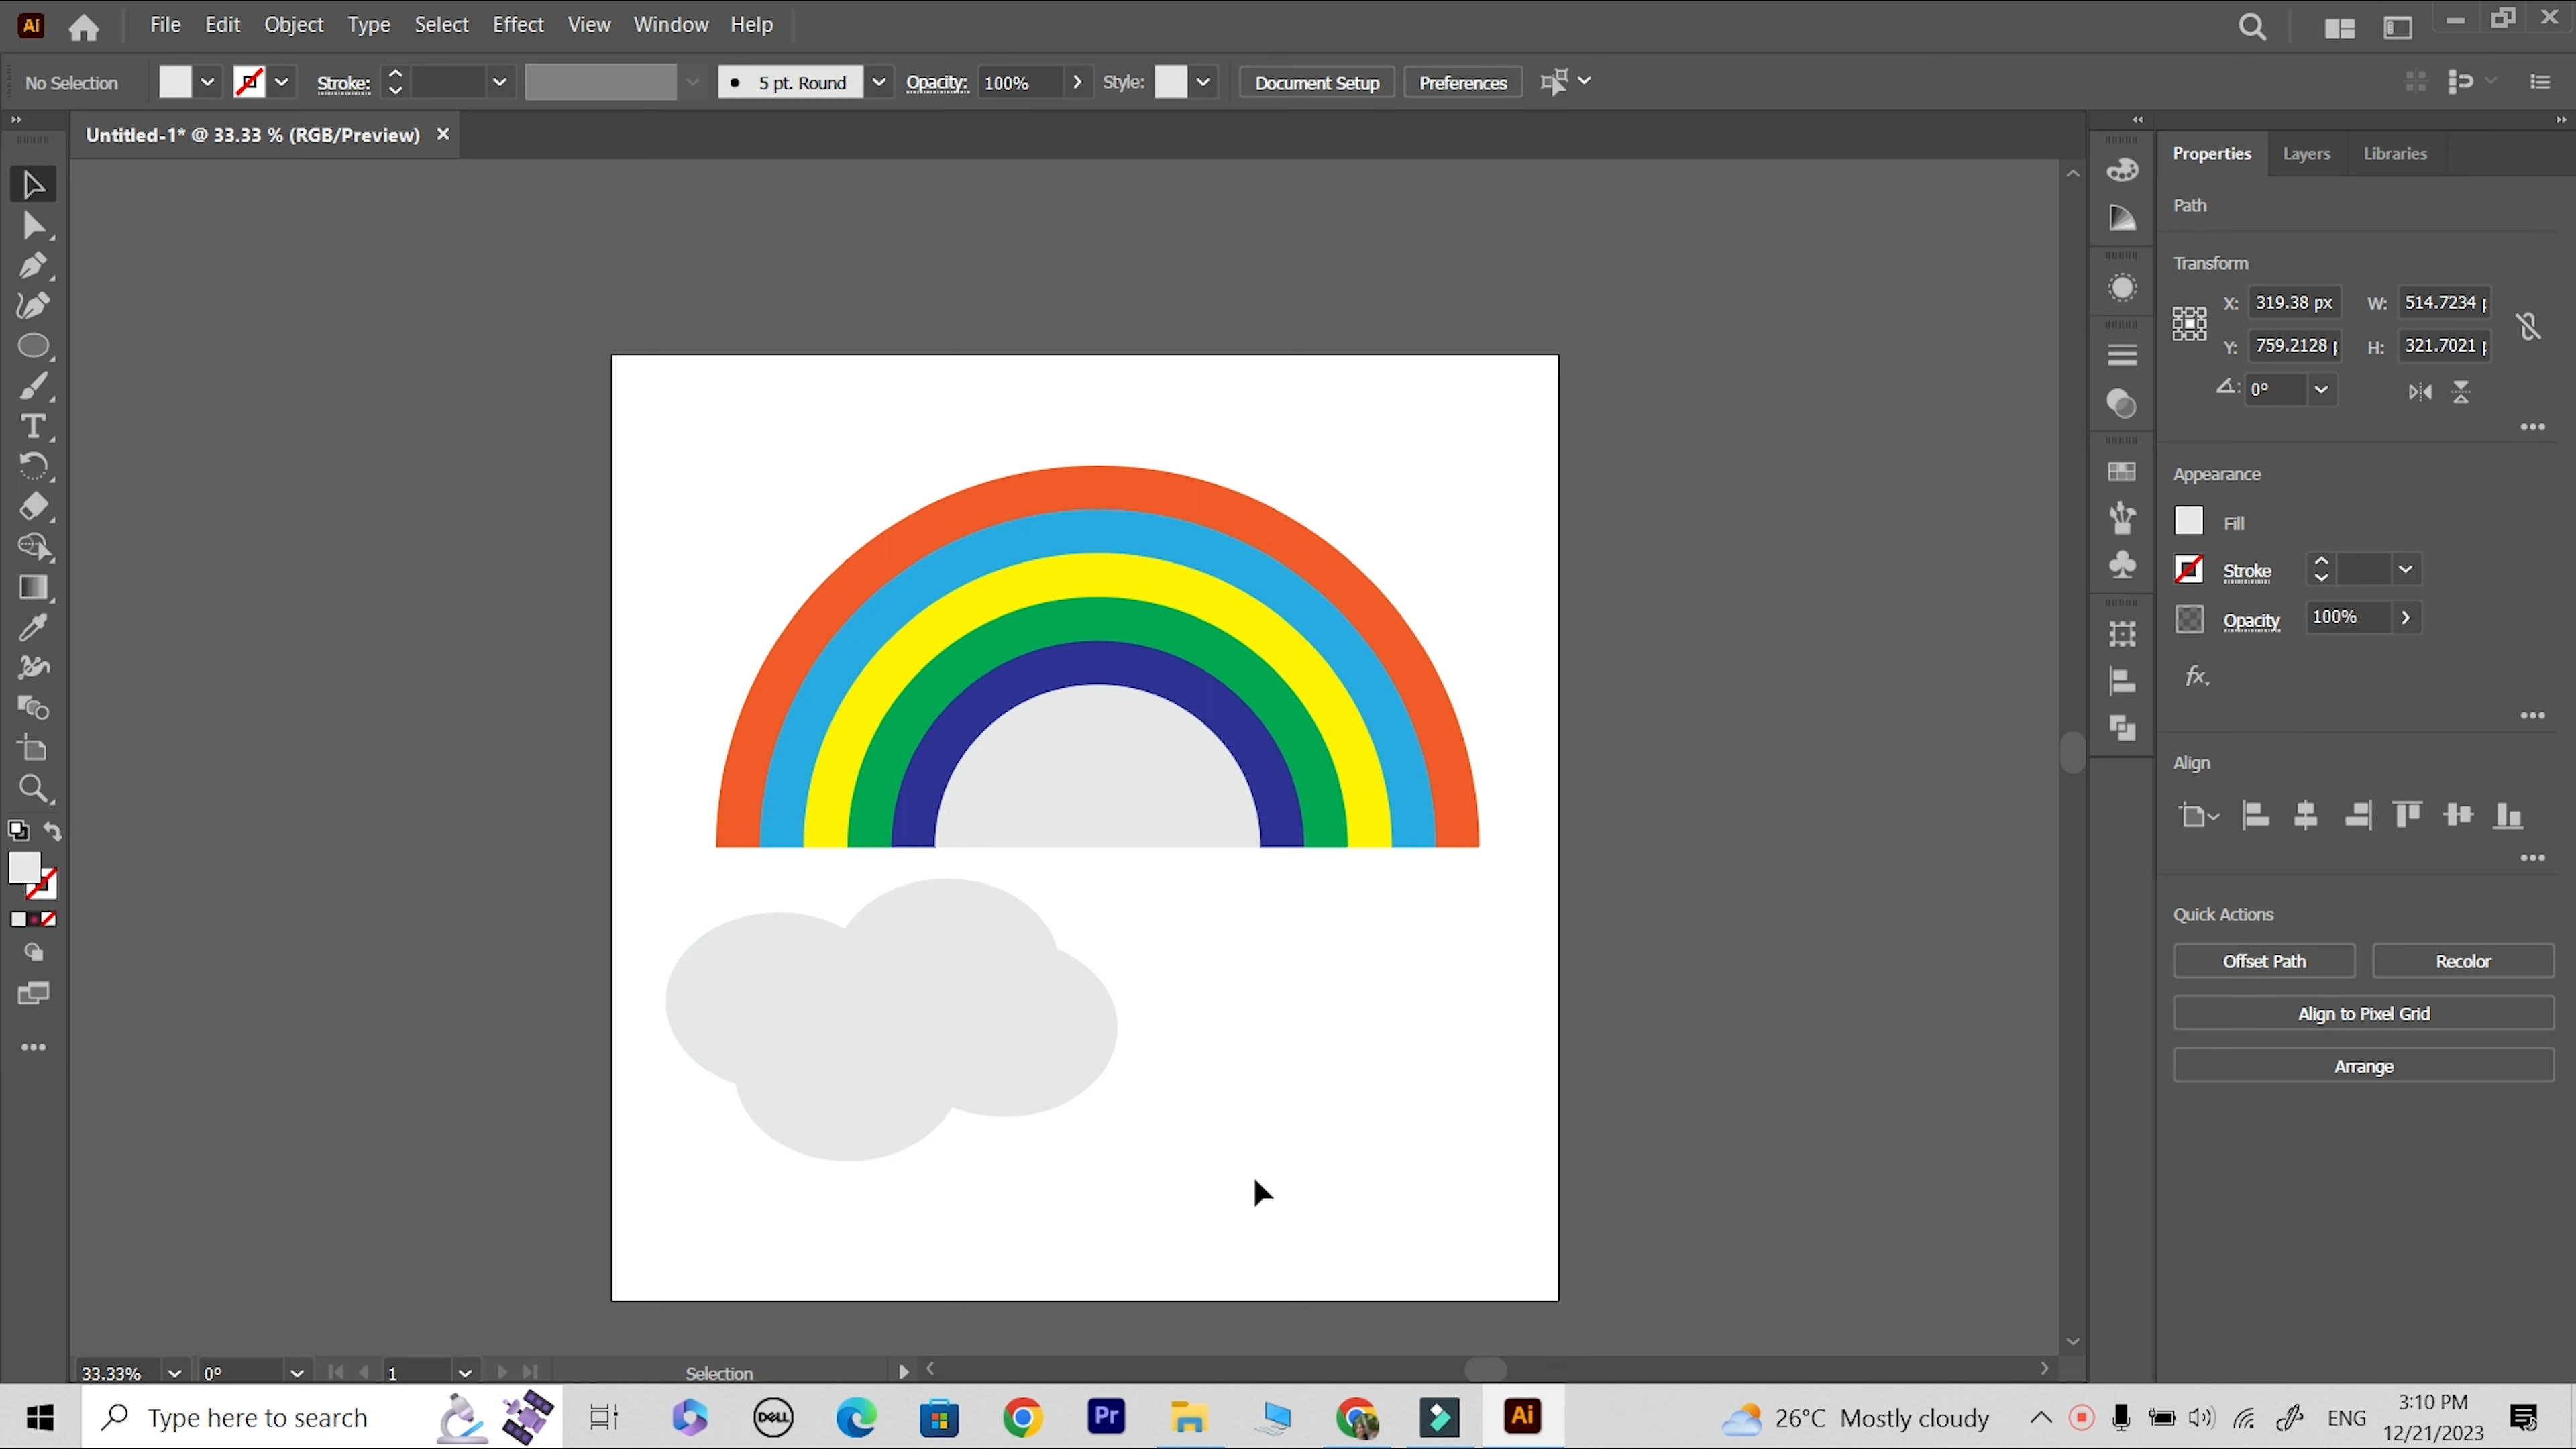 Ai File Edit Object Type Select Effect View Window Help
No Selection Stroke: 5 pt. Round Opacity: 100% Style: Document Setup Preferences
Untitled-1* @ 33.33 % (RGB/Preview) ×
Properties Layers Libraries
Path
Transform
X: 319.38 px W: 514.7234 p
Y: 759.2128 p H: 321.7021 p
0°
Appearance
Fill
Stroke
Opacity 100%
fx.
Align
Quick Actions
Offset Path Recolor
Align to Pixel Grid
Arrange
33.33% 0° 1 Selection
Type here to search DELL Pr Ai 26°C Mostly cloudy ENG 3:10 PM
12/21/2023